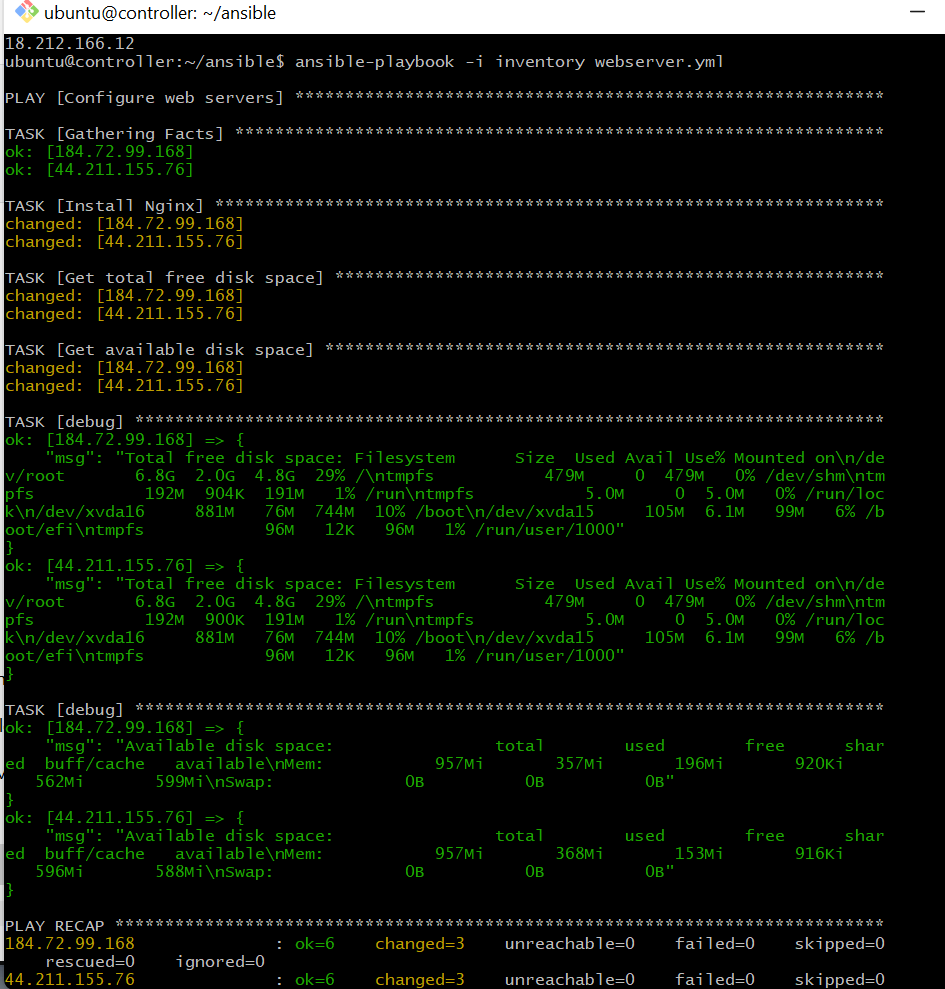 ubuntu@controller: ~/ansible
18.212.166.12
ubuntu@controller:~/ansible$ ansible-playbook -i inventory webserver.yml
PLAY [Configure web servers] ***********************************************************
TASK [Gathering Facts] *****************************************************************
ok: [184.72.99.168]
ok: [44.211.155.76]
TASK [Install Nginx] *******************************************************************
changed: [184.72.99.168]
changed: [44.211.155.76]
TASK [Get total free disk space] *******************************************************
changed: [184.72.99.168]
changed: [44.211.155.76]
TASK [Get available disk space] ********************************************************
changed: [184.72.99.168]
changed: [44.211.155.76]
TASK [debug] ***************************************************************************
ok: [184.72.99.168] => {
    "msg": "Total free disk space: Filesystem      Size  Used Avail Use% Mounted on\n/de
v/root       6.8G  2.0G  4.8G  29% /\ntmpfs           479M     0  479M   0% /dev/shm\ntm
pfs           192M  904K  191M   1% /run\ntmpfs           5.0M     0  5.0M   0% /run/loc
k\n/dev/xvda16     881M   76M  744M  10% /boot\n/dev/xvda15     105M  6.1M   99M   6% /b
oot/efi\ntmpfs            96M   12K   96M   1% /run/user/1000"
}
ok: [44.211.155.76] => {
    "msg": "Total free disk space: Filesystem      Size  Used Avail Use% Mounted on\n/de
v/root       6.8G  2.0G  4.8G  29% /\ntmpfs           479M     0  479M   0% /dev/shm\ntm
pfs           192M  900K  191M   1% /run\ntmpfs           5.0M     0  5.0M   0% /run/loc
k\n/dev/xvda16     881M   76M  744M  10% /boot\n/dev/xvda15     105M  6.1M   99M   6% /b
oot/efi\ntmpfs            96M   12K   96M   1% /run/user/1000"
}
TASK [debug] ***************************************************************************
ok: [184.72.99.168] => {
    "msg": "Available disk space:                total        used        free      shar
ed  buff/cache   available\nMem:           957Mi       357Mi       196Mi       920Ki
   562Mi       599Mi\nSwap:             0B          0B          0B"
}
ok: [44.211.155.76] => {
    "msg": "Available disk space:                total        used        free      shar
ed  buff/cache   available\nMem:           957Mi       368Mi       153Mi       916Ki
   596Mi       588Mi\nSwap:             0B          0B          0B"
}
PLAY RECAP *****************************************************************************
184.72.99.168              : ok=6    changed=3    unreachable=0    failed=0    skipped=0
    rescued=0    ignored=0
44.211.155.76              : ok=6    changed=3    unreachable=0    failed=0    skipped=0